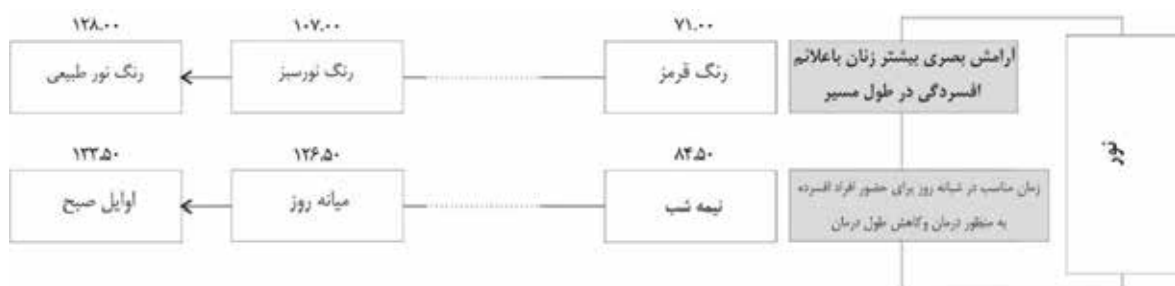 نور
آرامش بصری بیشتر زنان باعلائم
افسردگی در طول مسیر
۷۱.۰۰
رنگ قرمز
۱۰۷.۰۰
رنگ نورسبز
۱۲۸.۰۰
رنگ نور طبیعی
زمان مناسب در شبانه روز برای حضور افراد افسرده
به منظور درمان وکاهش طول درمان
۸۴.۵۰
نیمه شب
۱۲۶.۵۰
میانه روز
۱۳۳.۵۰
اوایل صبح